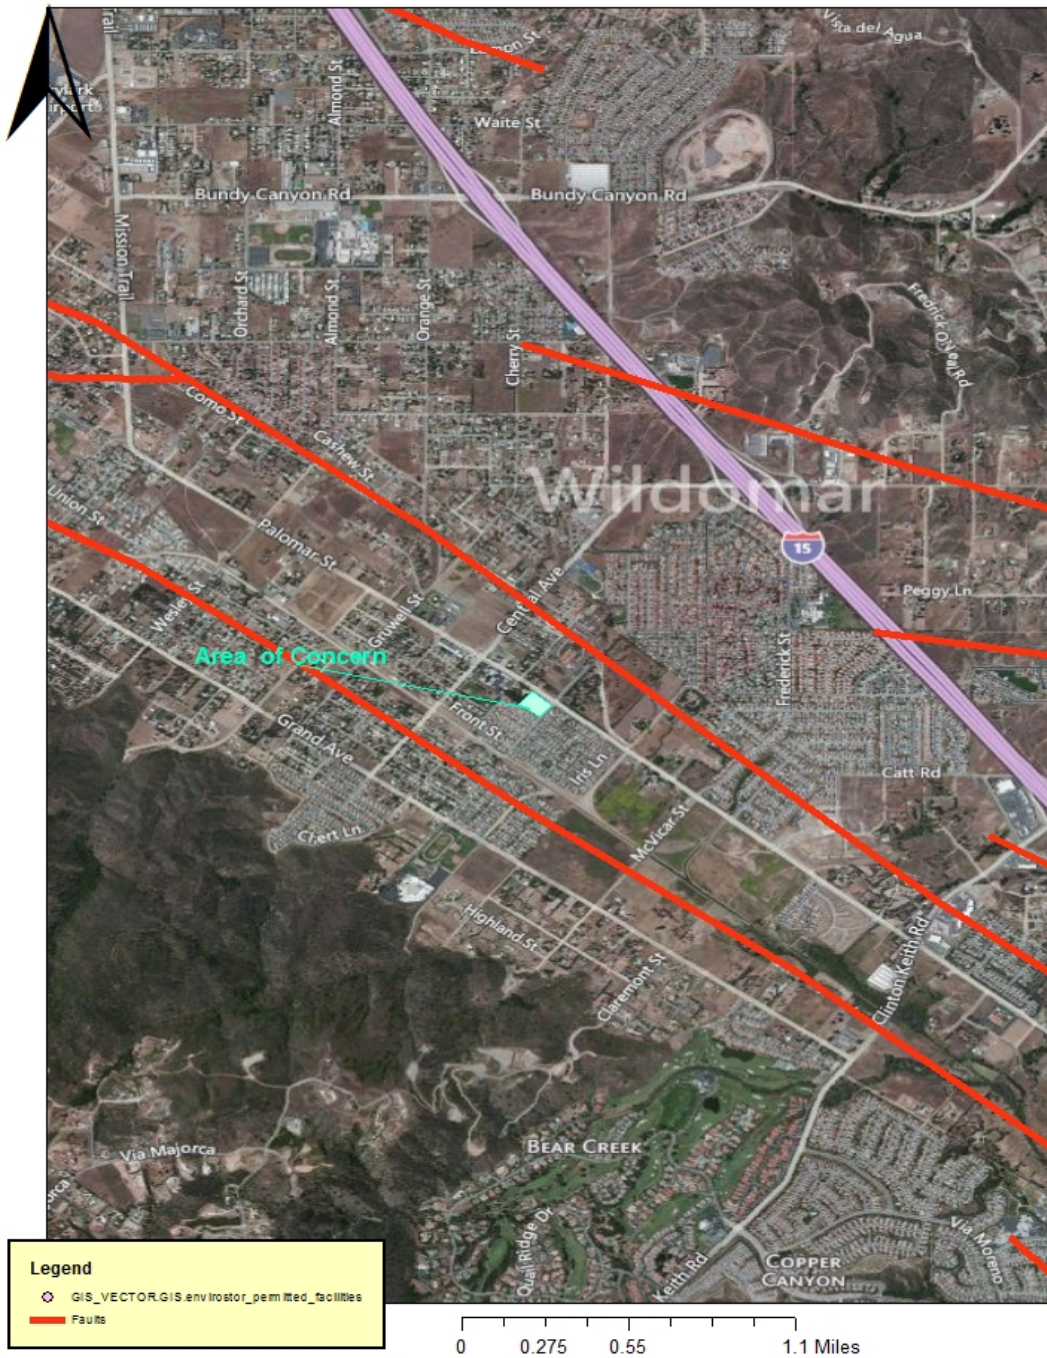 Trail
Lemon St
Vista del Agua
Almond St
Waite St
Bundy Canyon Rd
Bundy Canyon Rd
Mission Trail
Orchard St
Almond St
Orange St
Cherry St
Como St
Cashew St
Wildomar
Union St
Palomar St
15
Central Ave
Peggy Ln
Wesley St
Gruwell St
Area of Concern
Frederick St
Front St
Grand Ave
Iris Ln
Catt Rd
McVicar St
Chert Ln
Highland St
Clinton Keith Rd
Claremont St
BEAR CREEK
Via Majorca
Quail Ridge Dr
Keith Rd
COPPER
CANYON
Via Moreno
Legend
GIS_VECTOR.GIS.envirostor_permitted_facilities
Faults
0 0.275 0.55 1.1 Miles